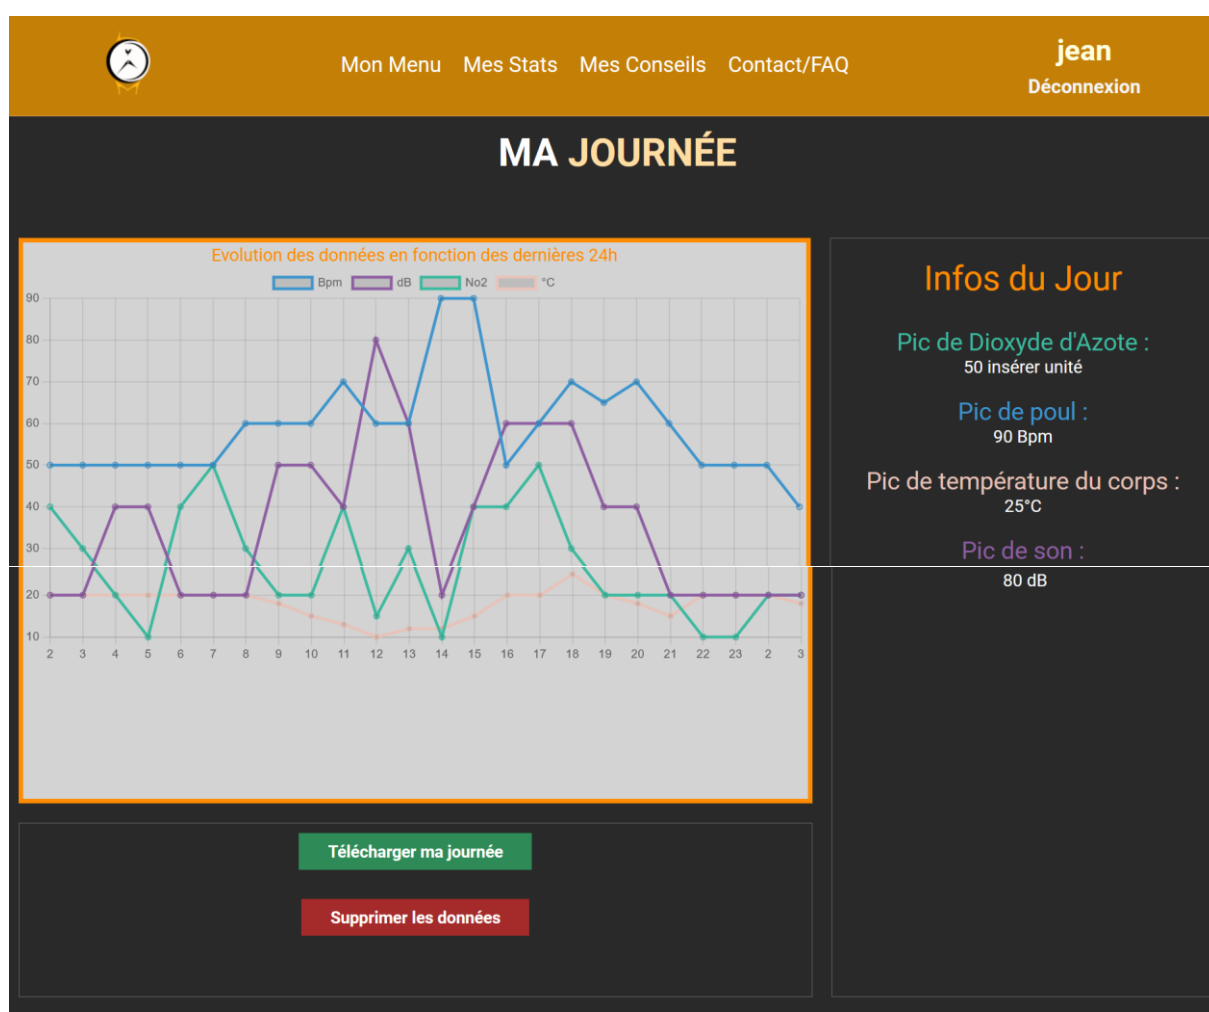 Mon Menu Mes Stats Mes Conseils Contact/FAQ
jean
Déconnexion
MA JOURNÉE
Evolution des données en fonction des dernières 24h
Bpm dB No2 °C
90
80
70
60
50
40
30
20
10
2 3 4 5 6 7 8 9 10 11 12 13 14 15 16 17 18 19 20 21 22 23 2 3
Infos du Jour
Pic de Dioxyde d'Azote :
50 insérer unité
Pic de poul :
90 Bpm
Pic de température du corps :
25°C
Pic de son :
80 dB
Télécharger ma journée
Supprimer les données